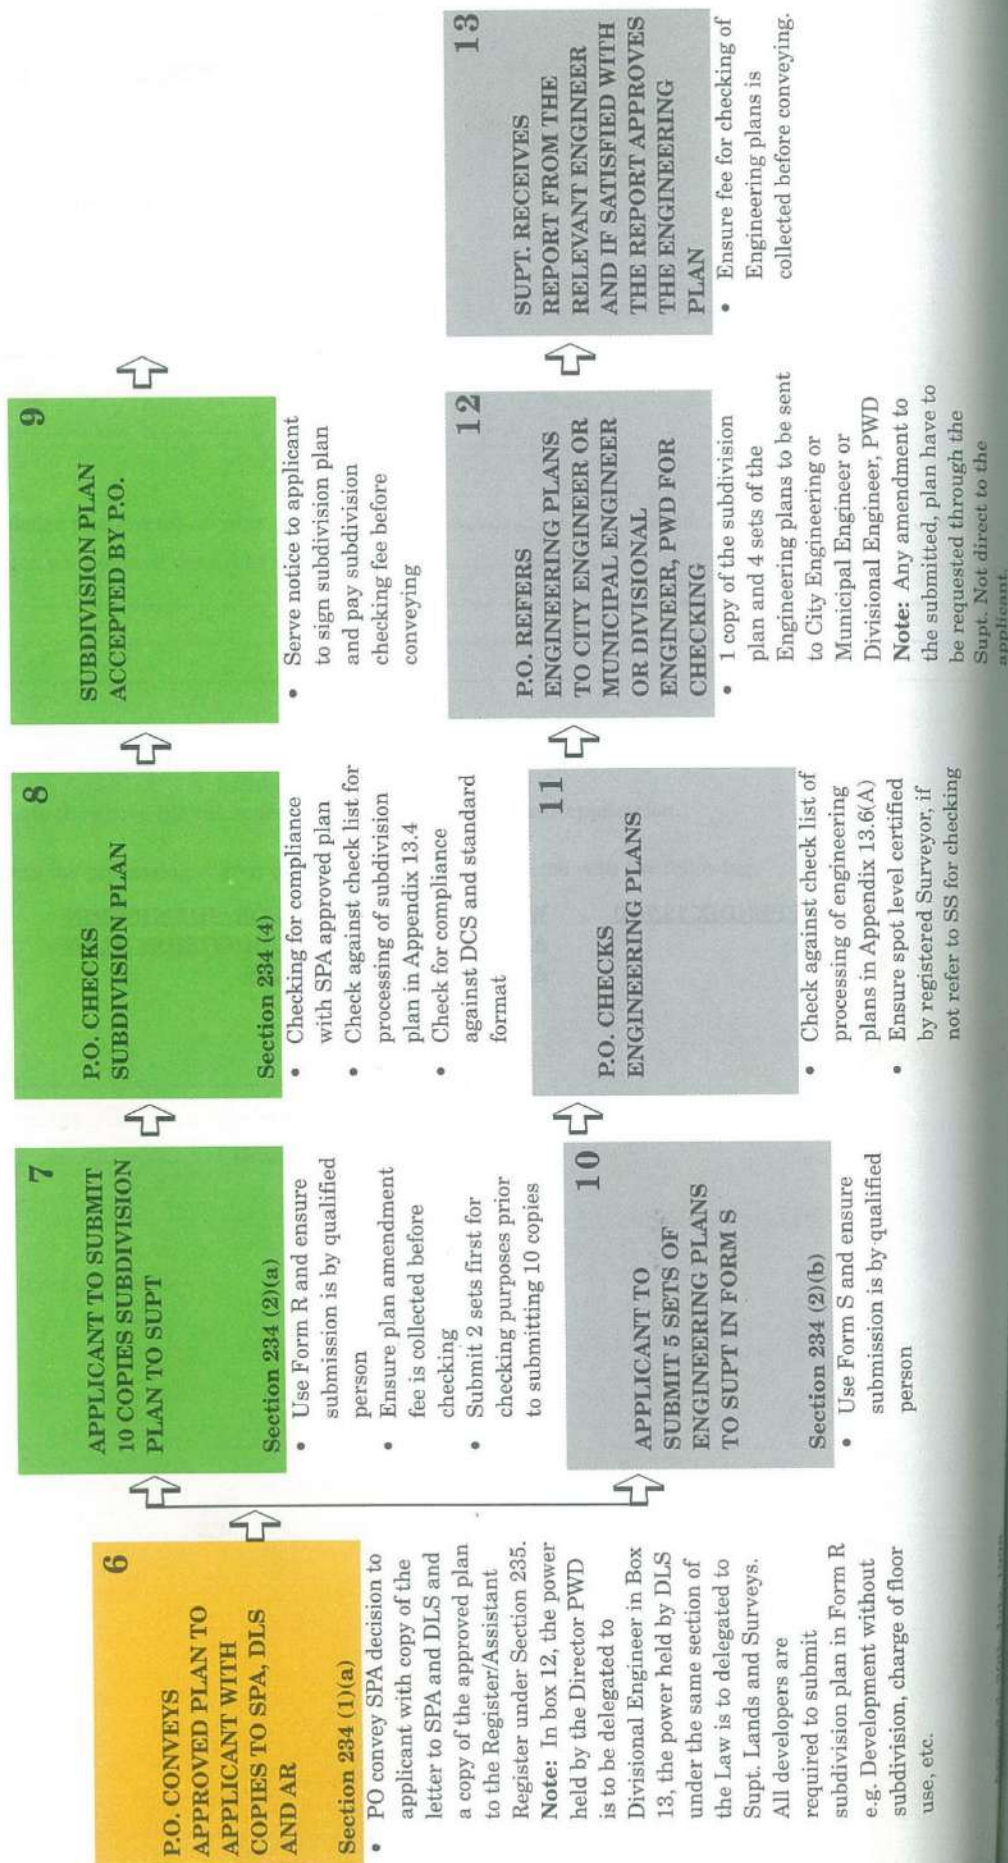 6
P.O. CONVEYS
APPROVED PLAN TO
APPLICANT WITH
COPIES TO SPA, DLS
AND AR
Section 234 (1)(a)
• PO convey SPA decision to
applicant with copy of the
letter to SPA and DLS and
a copy of the approved plan
to the Register/Assistant
Register under Section 235.
Note: In box 12, the power
held by the Director PWD
is to be delegated to
Divisional Engineer in Box
13, the power held by DLS
under the same section of
the Law is to delegated to
Supt. Lands and Surveys.
All developers are
required to submit
subdivision plan in Form R
e.g. Development without
subdivision, charge of floor
use, etc.
7
APPLICANT TO SUBMIT
10 COPIES SUBDIVISION
PLAN TO SUPT
Section 234 (2)(a)
• Use Form R and ensure
submission is by qualified
person
• Ensure plan amendment
fee is collected before
checking
• Submit 2 sets first for
checking purposes prior
to submitting 10 copies
8
P.O. CHECKS
SUBDIVISION PLAN
Section 234 (4)
• Checking for compliance
with SPA approved plan
• Check against check list for
processing of subdivision
plan in Appendix 13.4
• Check for compliance
against DCS and standard
format
9
SUBDIVISION PLAN
ACCEPTED BY P.O.
• Serve notice to applicant
to sign subdivision plan
and pay subdivision
checking fee before
conveying
10
APPLICANT TO
SUBMIT 5 SETS OF
ENGINEERING PLANS
TO SUPT IN FORM S
Section 234 (2)(b)
• Use Form S and ensure
submission is by qualified
person
11
P.O. CHECKS
ENGINEERING PLANS
• Check against check list of
processing of engineering
plans in Appendix 13.6(A)
• Ensure spot level certified
by registered Surveyor, if
not refer to SS for checking
12
P.O. REFERS
ENGINEERING PLANS
TO CITY ENGINEER OR
MUNICIPAL ENGINEER
OR DIVISIONAL
ENGINEER, PWD FOR
CHECKING
• 1 copy of the subdivision
plan and 4 sets of the
Engineering plans to be sent
to City Engineering or
Municipal Engineer or
Divisional Engineer, PWD
Note: Any amendment to
the submitted, plan have to
be requested through the
Supt. Not direct to the
applicant.
13
SUPT. RECEIVES
REPORT FROM THE
RELEVANT ENGINEER
AND IF SATISFIED WITH
THE REPORT APPROVES
THE ENGINEERING
PLAN
• Ensure fee for checking of
Engineering plans is
collected before conveying.